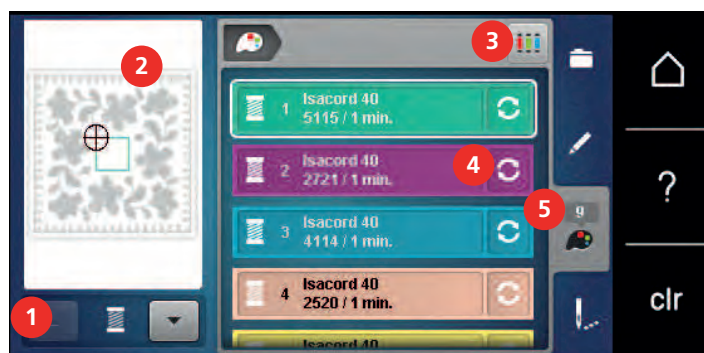 2
3
1 Isacord 40
5115 / 1 min.
4
2 Isacord 40
2721 / 1 min.
?
5
9
3 Isacord 40
4114 / 1 min.
4 Isacord 40
2520 / 1 min.
1
clr
Isacord 40